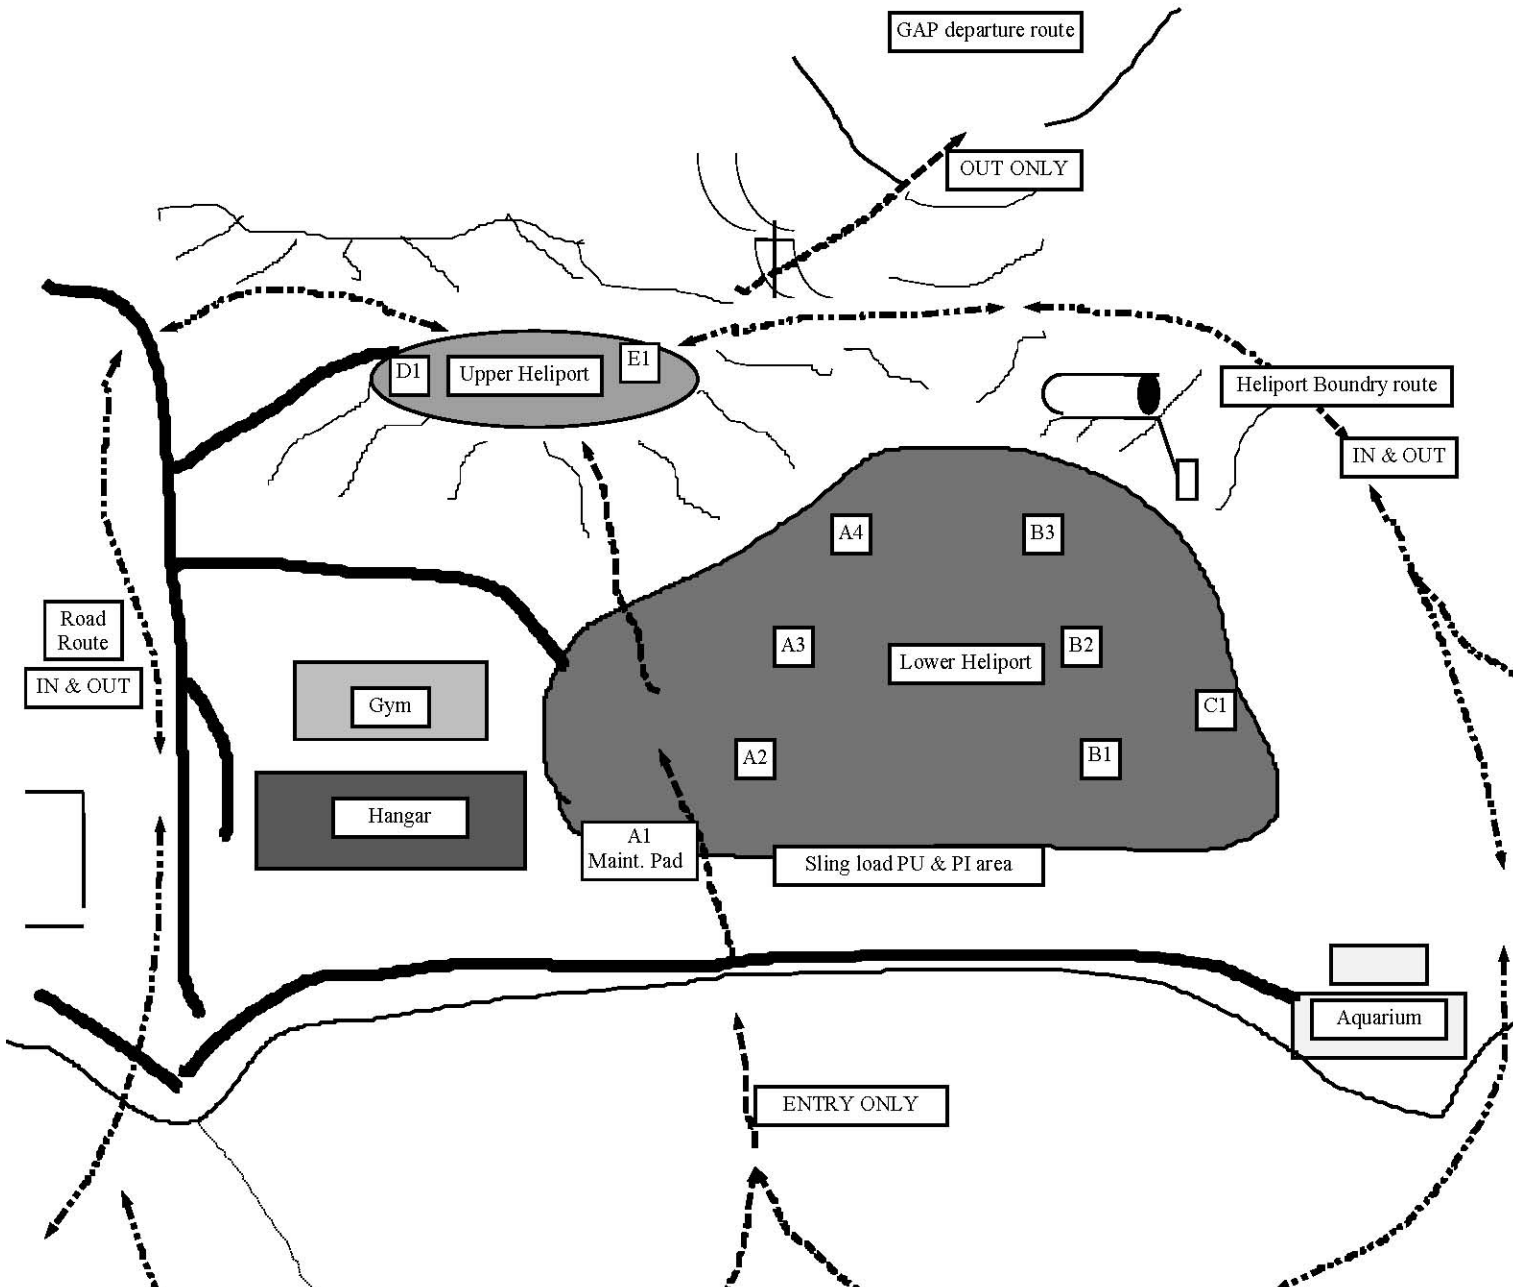 GAP departure route
OUT ONLY
D1
Upper Heliport
E1
Heliport Boundry route
IN & OUT
A4
B3
Road
Route
IN & OUT
A3
B2
Lower Heliport
Gym
C1
A2
B1
Hangar
A1
Maint. Pad
Sling load PU & PI area
Aquarium
ENTRY ONLY